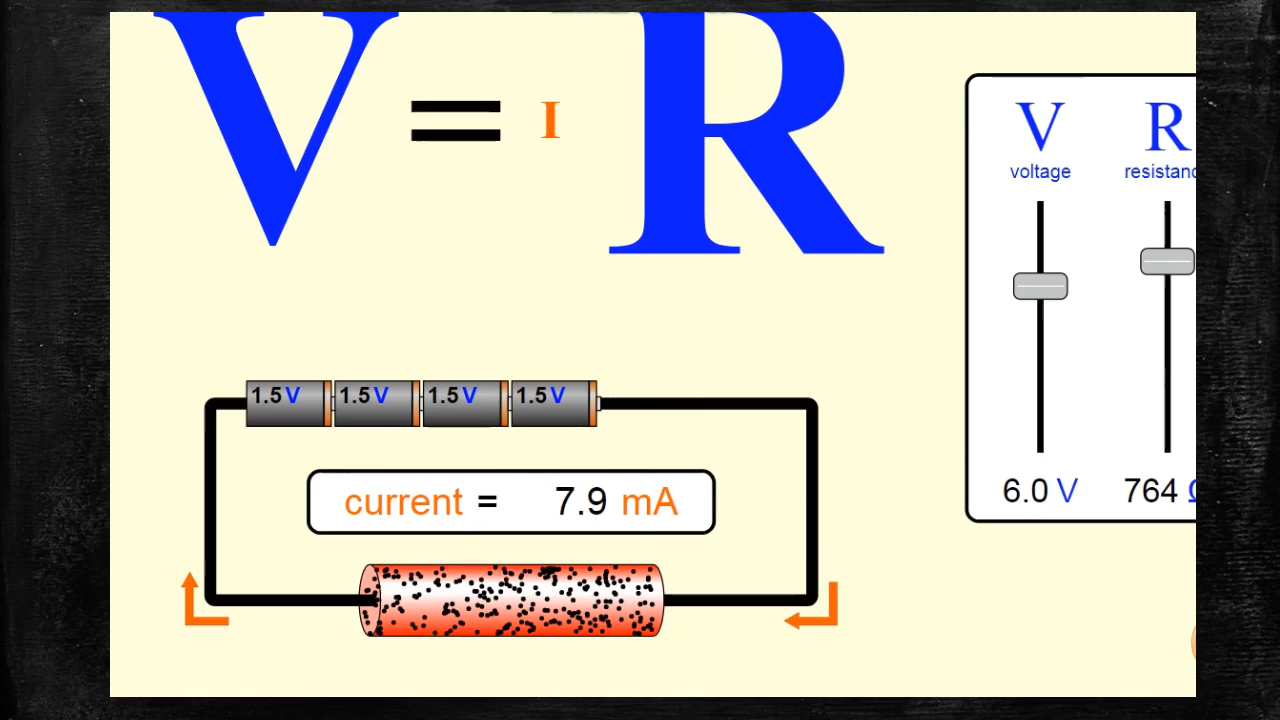 V = I R
V R
voltage resistanc
1.5 V 1.5 V 1.5 V 1.5 V
current = 7.9 mA
6.0 V 764 Ω